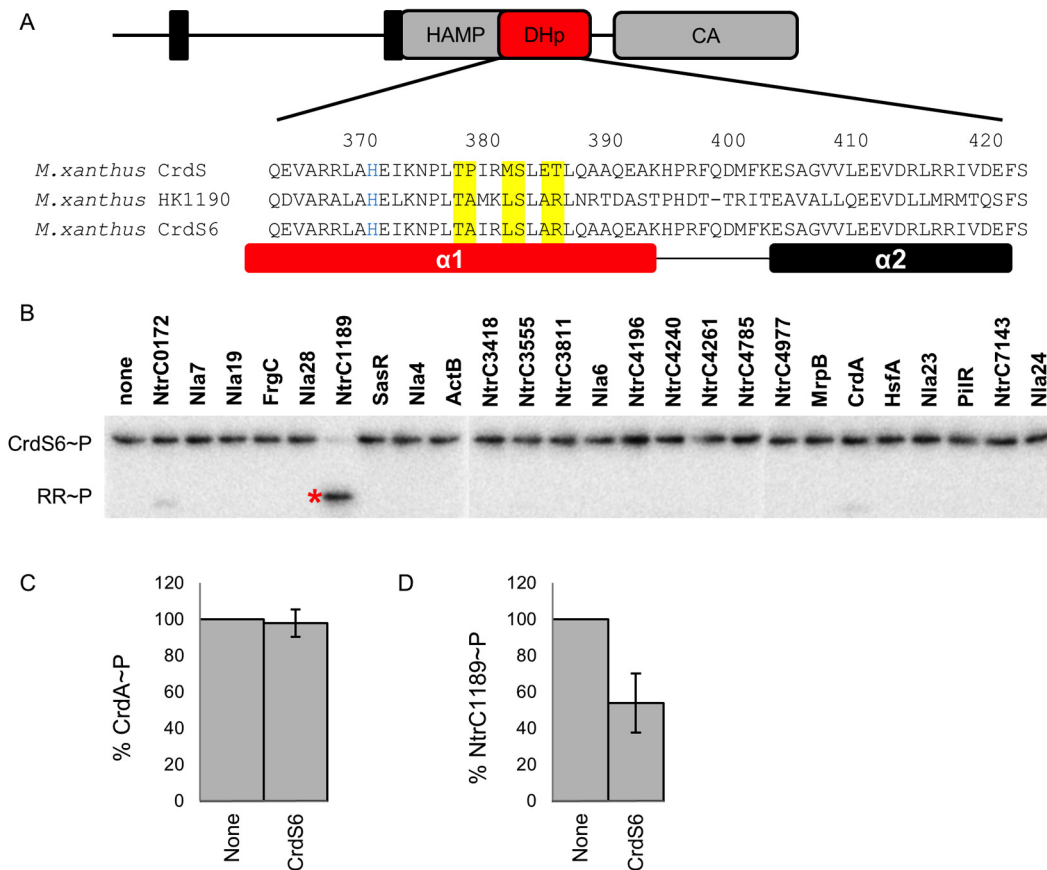 A
HAMP DHp CA
370 380 390 400 410 420
M.xanthus CrdS QEVARRLAHEIKNPLTPIRMSLETLQAAQEAKHPRFQDMFKESAGVVLEEVDRLRRIVDEFS
M.xanthus HK1190 QDVARALAHELKNPLTAMKLSLARLNRTDASTPHDT-TRITEAVALLQEEVDLLMRMTQSFS
M.xanthus CrdS6 QEVARRLAHEIKNPLTAIRLSLARLQAAQEAKHPRFQDMFKESAGVVLEEVDRLRRIVDEFS
α1 α2
B
none NtrC0172 Nla7 Nla19 FrgC Nla28 NtrC1189 SasR Nla4 ActB NtrC3418 NtrC3555 NtrC3811 Nla6 NtrC4196 NtrC4240 NtrC4261 NtrC4785 NtrC4977 MrpB CrdA HsfA Nla23 PilR NtrC7143 Nla24
CrdS6~P
RR~P *
C
% CrdA~P
120
100
80
60
40
20
0
None CrdS6
D
% NtrC1189~P
120
100
80
60
40
20
0
None CrdS6